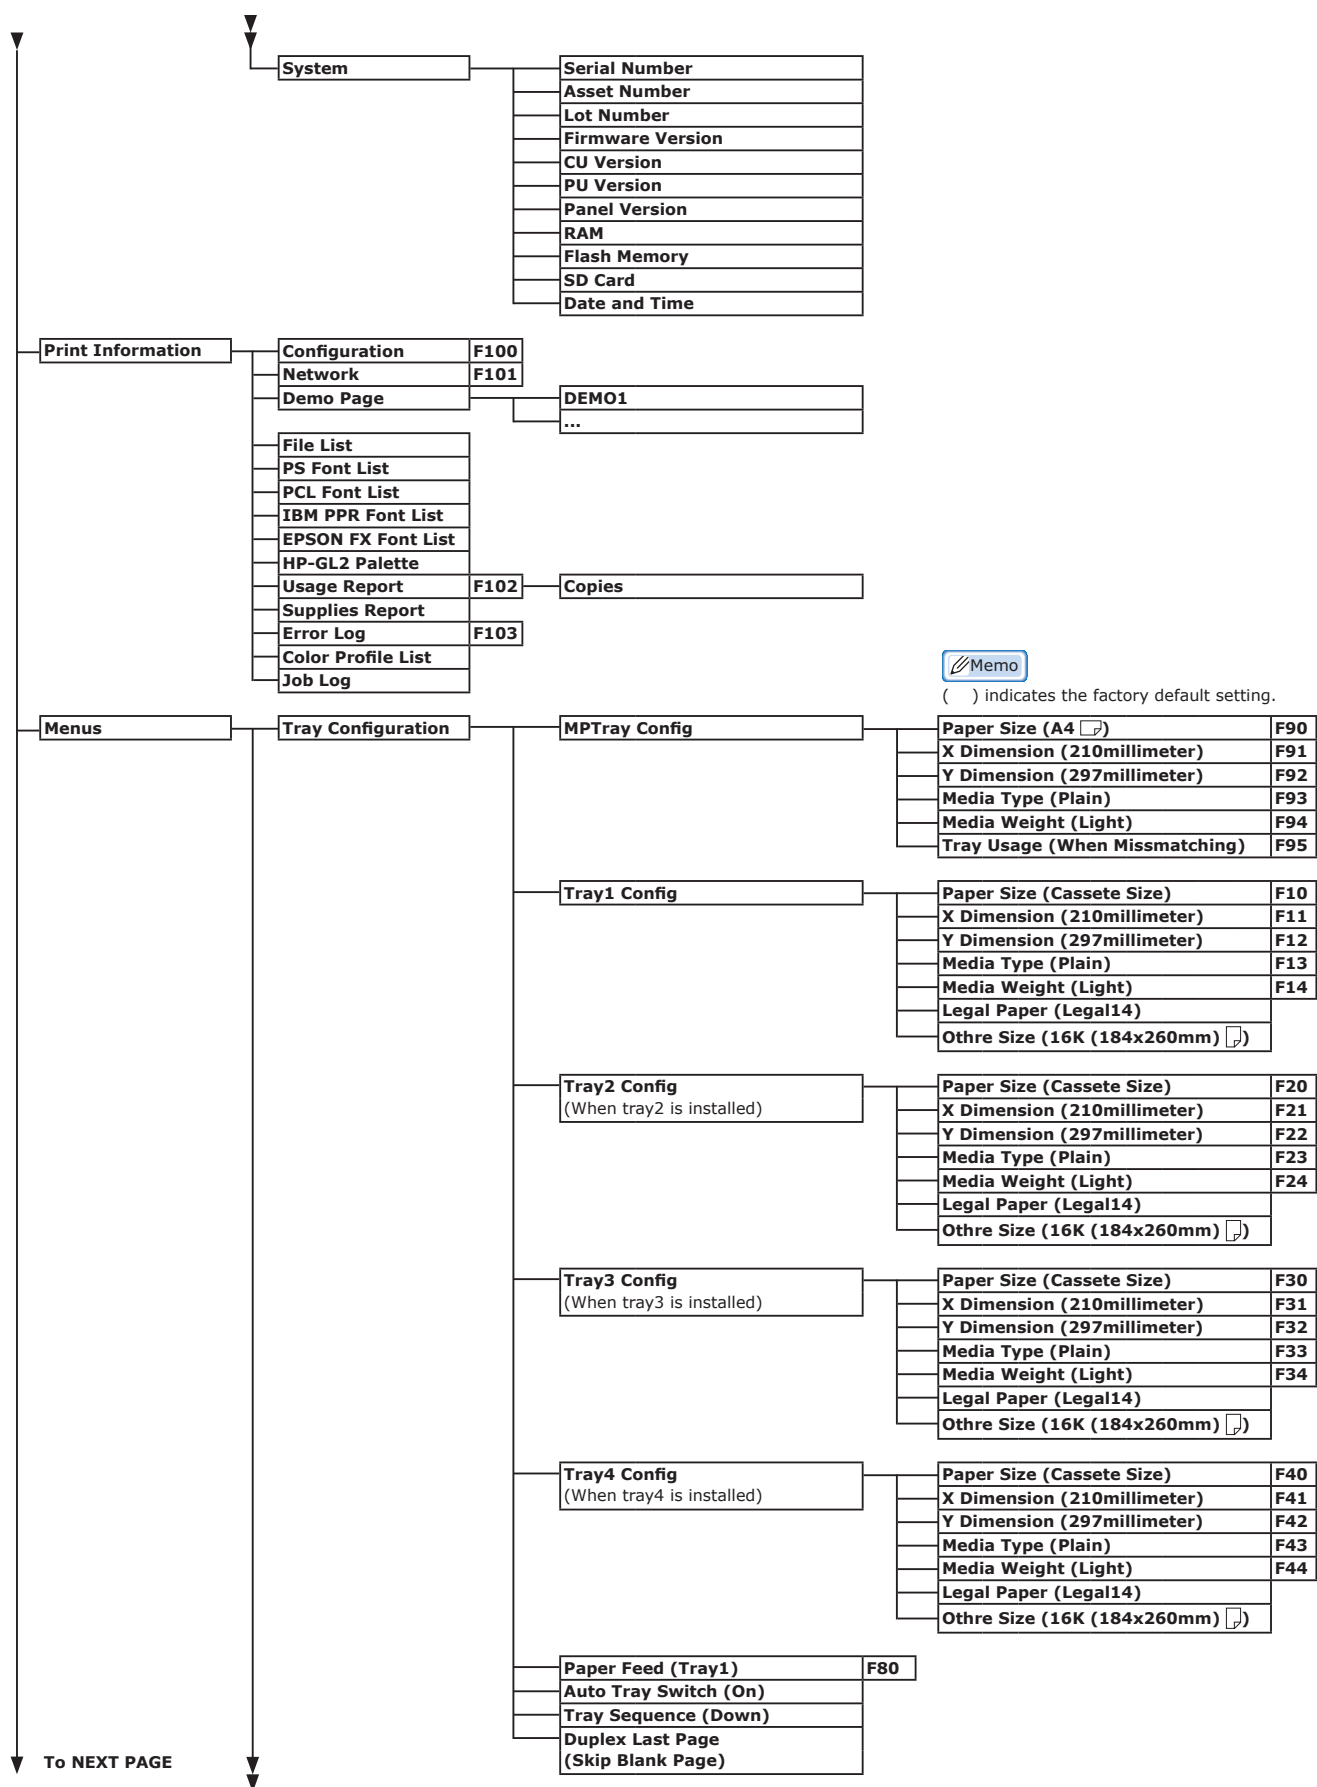 System
Serial Number
Asset Number
Lot Number
Firmware Version
CU Version
PU Version
Panel Version
RAM
Flash Memory
SD Card
Date and Time
Print Information
Configuration F100
Network F101
Demo Page
DEMO1
...
File List
PS Font List
PCL Font List
IBM PPR Font List
EPSON FX Font List
HP-GL2 Palette
Usage Report F102
Copies
Supplies Report
Error Log F103
Color Profile List
Job Log
Memo
( ) indicates the factory default setting.
Menus
Tray Configuration
MPTray Config
Paper Size (A4 ) F90
X Dimension (210millimeter) F91
Y Dimension (297millimeter) F92
Media Type (Plain) F93
Media Weight (Light) F94
Tray Usage (When Missmatching) F95
Tray1 Config
Paper Size (Cassete Size) F10
X Dimension (210millimeter) F11
Y Dimension (297millimeter) F12
Media Type (Plain) F13
Media Weight (Light) F14
Legal Paper (Legal14)
Othre Size (16K (184x260mm) )
Tray2 Config
(When tray2 is installed)
Paper Size (Cassete Size) F20
X Dimension (210millimeter) F21
Y Dimension (297millimeter) F22
Media Type (Plain) F23
Media Weight (Light) F24
Legal Paper (Legal14)
Othre Size (16K (184x260mm) )
Tray3 Config
(When tray3 is installed)
Paper Size (Cassete Size) F30
X Dimension (210millimeter) F31
Y Dimension (297millimeter) F32
Media Type (Plain) F33
Media Weight (Light) F34
Legal Paper (Legal14)
Othre Size (16K (184x260mm) )
Tray4 Config
(When tray4 is installed)
Paper Size (Cassete Size) F40
X Dimension (210millimeter) F41
Y Dimension (297millimeter) F42
Media Type (Plain) F43
Media Weight (Light) F44
Legal Paper (Legal14)
Othre Size (16K (184x260mm) )
Paper Feed (Tray1) F80
Auto Tray Switch (On)
Tray Sequence (Down)
Duplex Last Page
(Skip Blank Page)
To NEXT PAGE